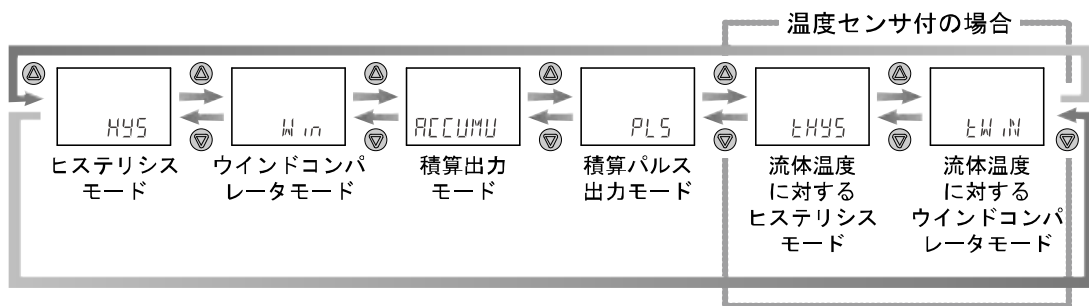 温度センサ付の場合
HYS
Win
ACCUMU
PLS
tHYS
tWiN
ヒステリシス
モード
ウインドコンパ
レータモード
積算出力
モード
積算パルス
出力モード
流体温度
に対する
ヒステリシス
モード
流体温度
に対する
ウインドコンパ
レータモード